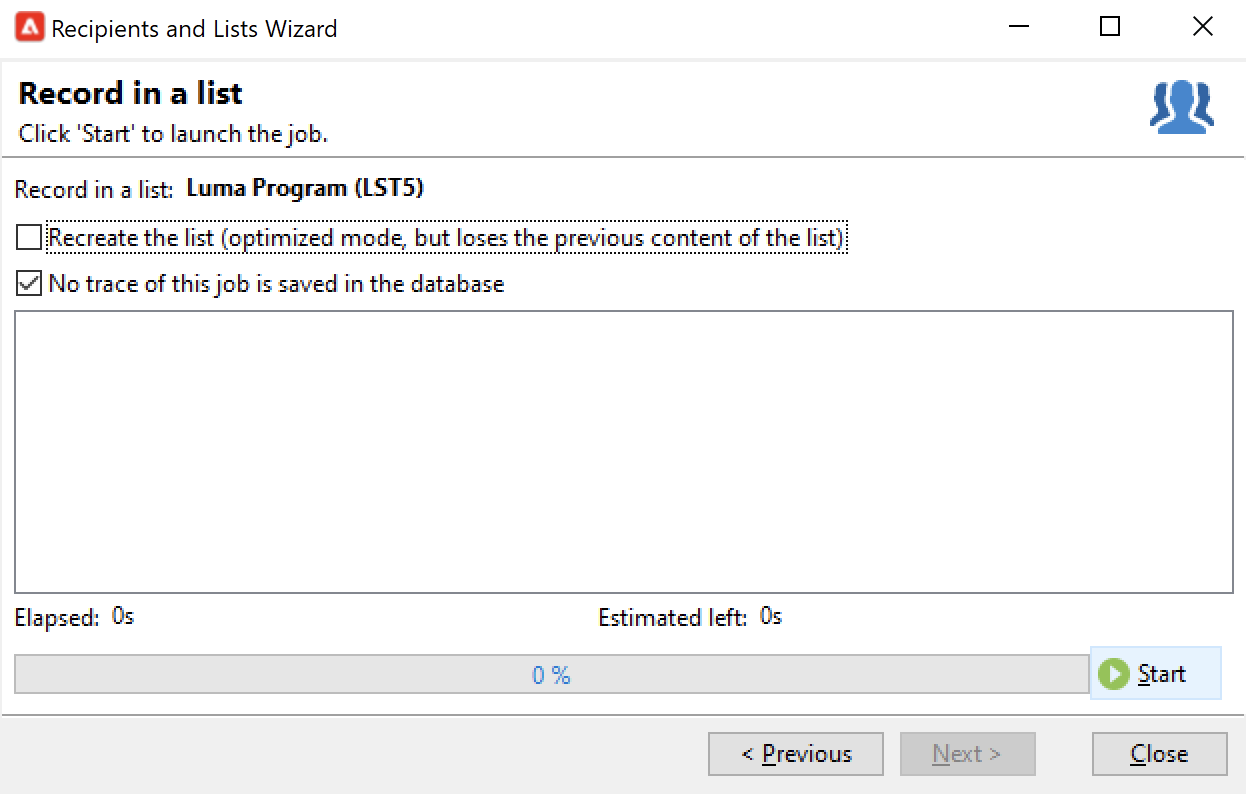 Recipients and Lists Wizard
Record in a list
Click 'Start' to launch the job.
Record in a list: Luma Program (LST5)
Recreate the list (optimized mode, but loses the previous content of the list)
No trace of this job is saved in the database
Elapsed: 0s Estimated left: 0s
0 % Start
< Previous Next > Close